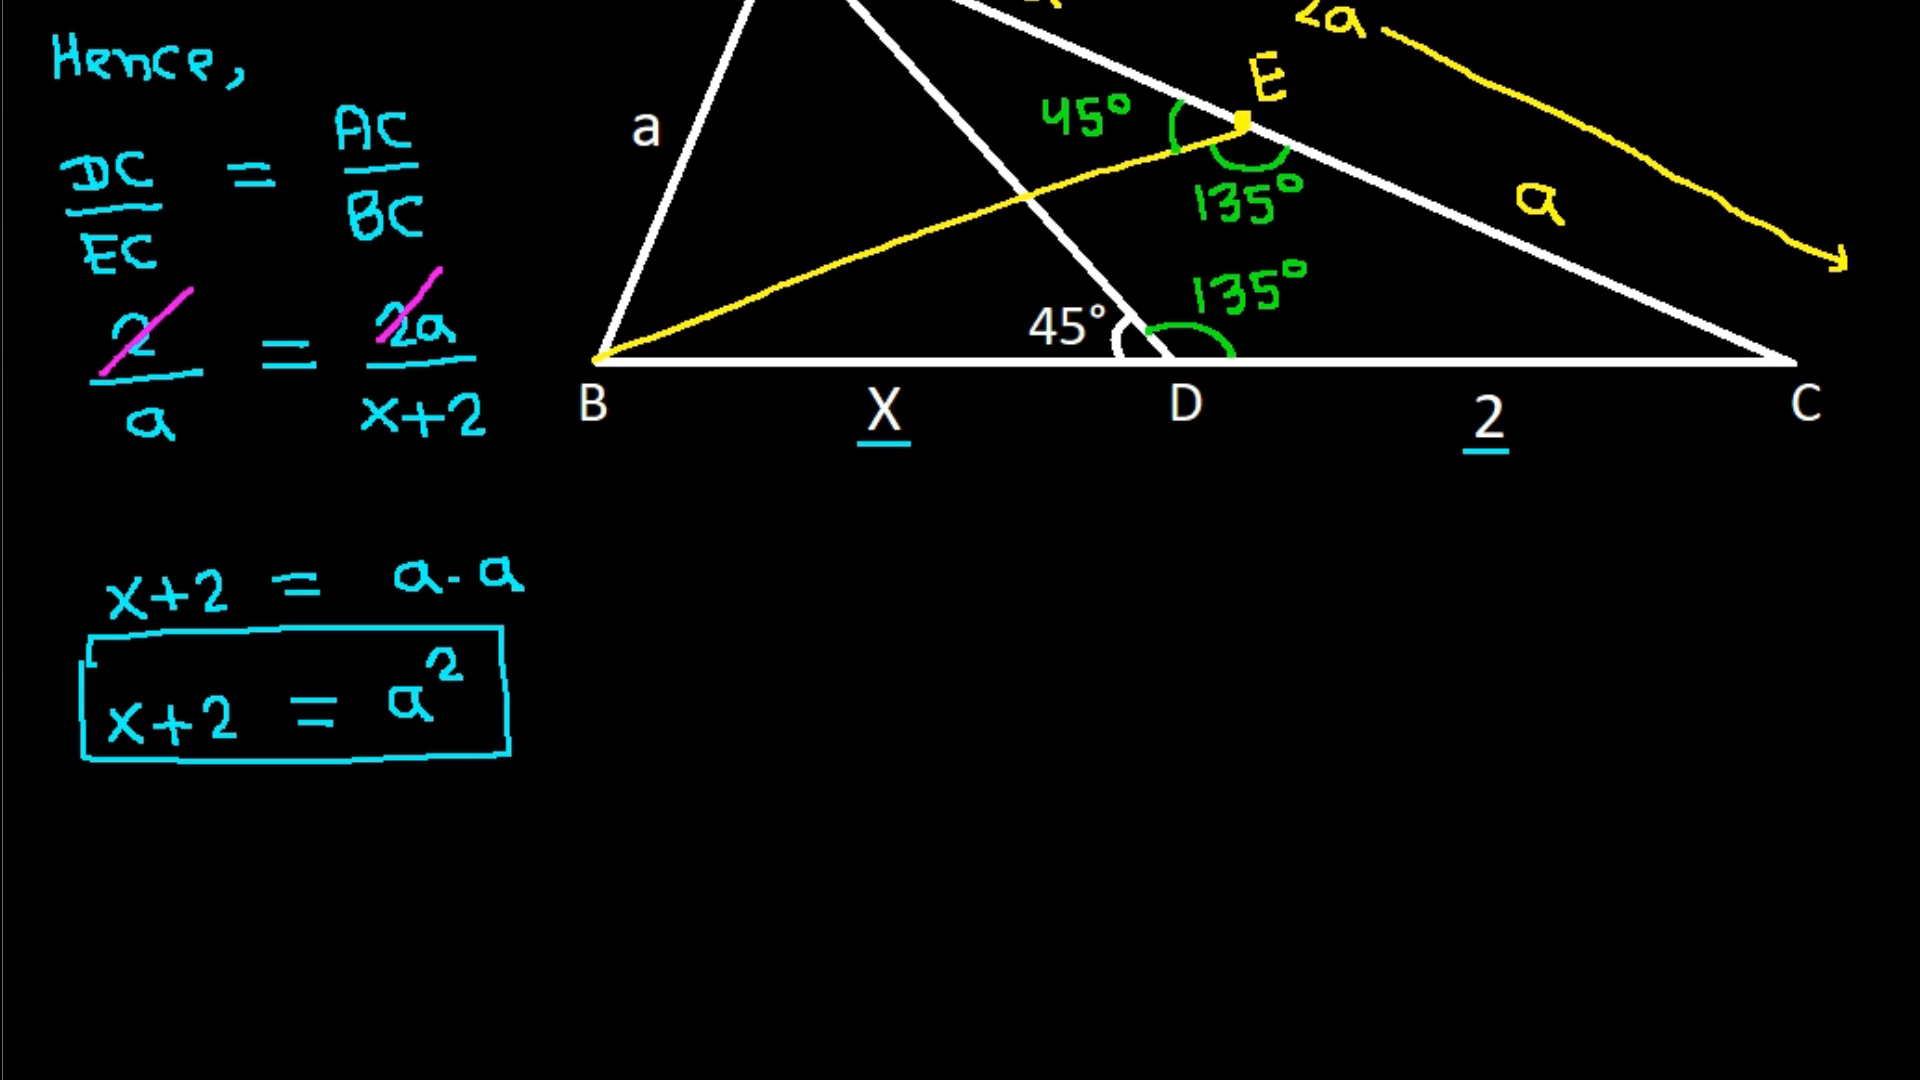 Hence,
DC/EC = AC/BC
2/a = 2a/x+2
x+2 = a.a
x+2 = a²
2a
E
a
45°
135°
a
135°
45°
B
X
D
2
C